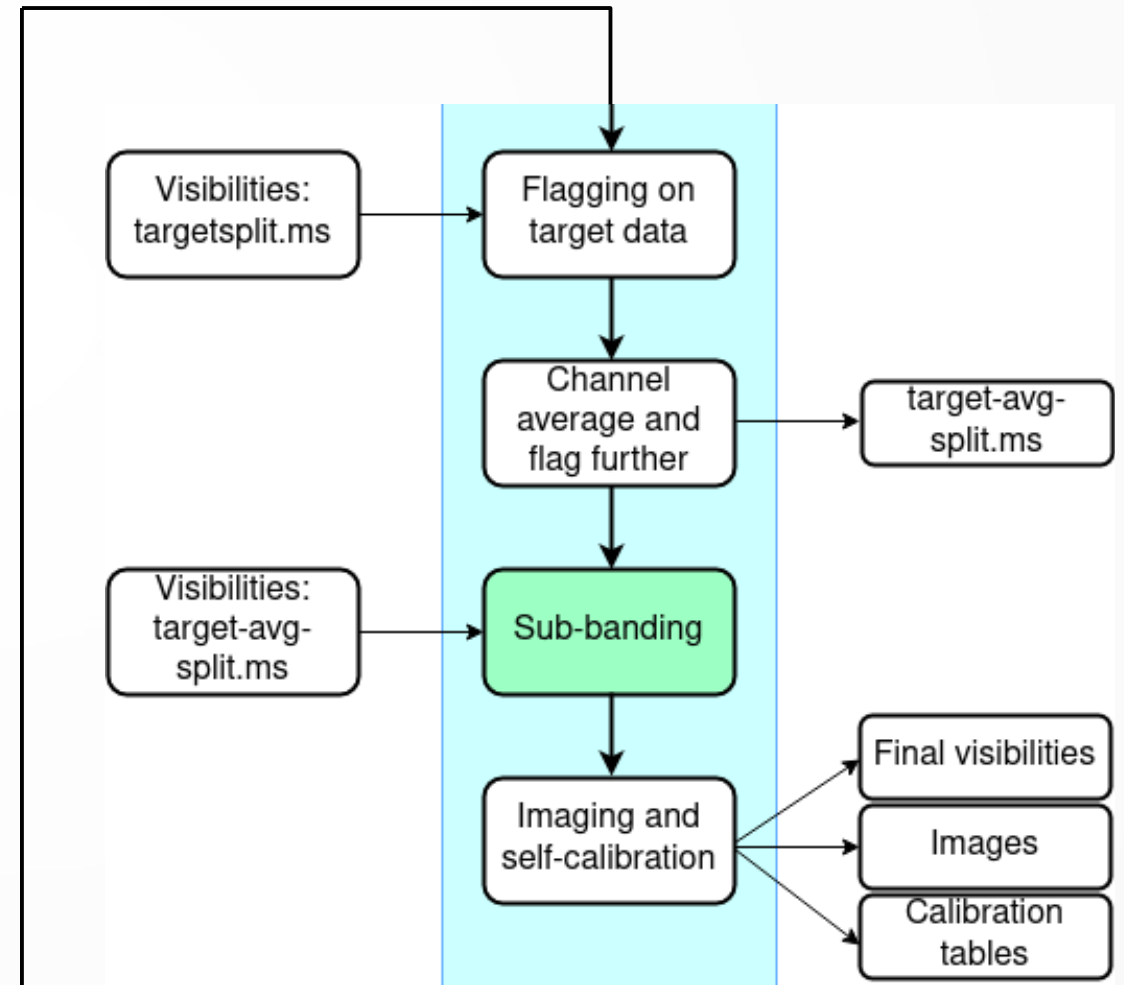 Visibilities:
targetsplit.ms
Flagging on
target data
Channel
average and
flag further
target-avg-
split.ms
Visibilities:
target-avg-
split.ms
Sub-banding
Imaging and
self-calibration
Final visibilities
Images
Calibration
tables